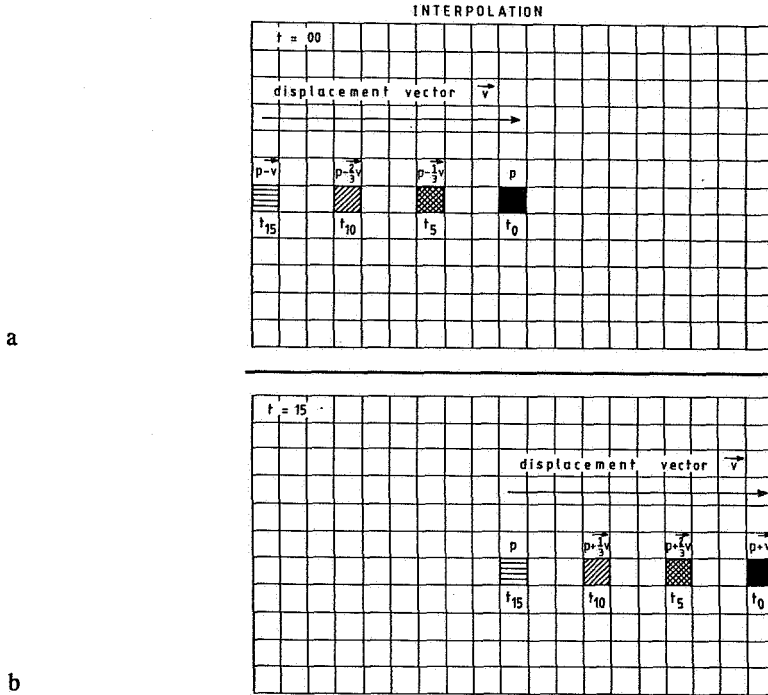 INTERPOLATION
t = 00
displacement vector v
p-v p-2/3v p-1/3v p
t15 t10 t5 t0
a
t = 15
displacement vector v
p p+1/3v p+2/3v p+v
t15 t10 t5 t0
b